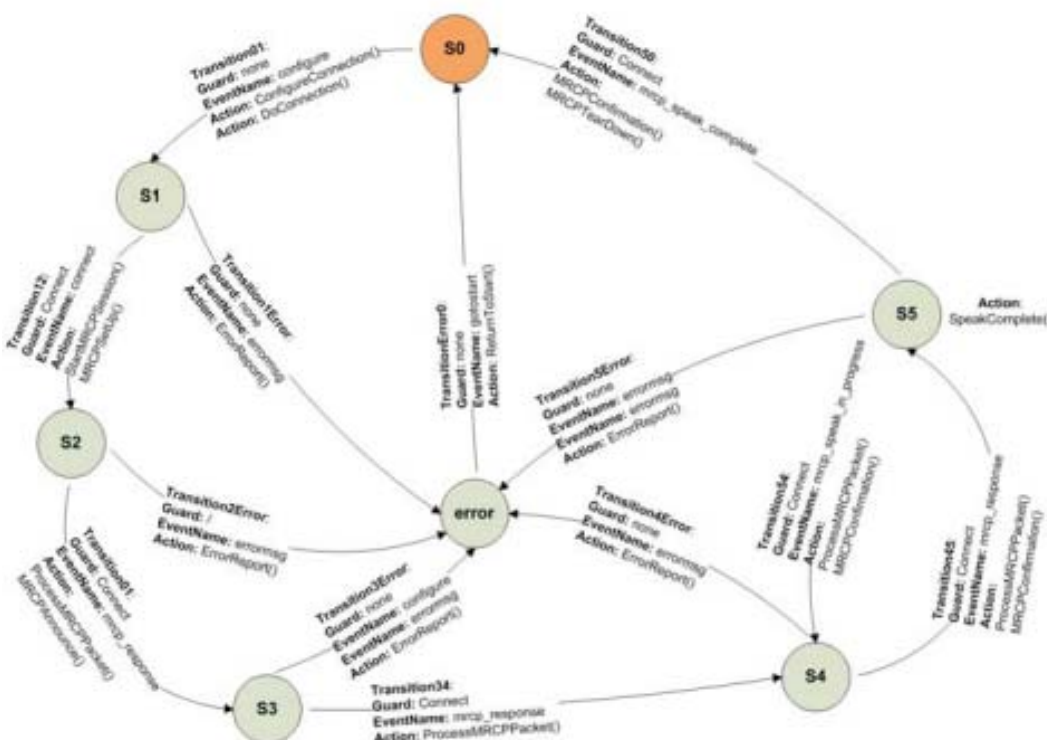 S0
Transition01:
Guard: none
EventName: configure
Action: ConfigureConnection()
Action: DoConnection()
Transition50:
Guard: Connect
EventName: mrcp_speak_complete
Action:
MRCPConfirmation()
MRCPTearDown()
S1
Transition12:
Guard: Connect
EventName: connect
Action:
StartMRCPSession()
MRCPSetUp()
Transition1Error:
Guard: none
EventName:
EventName: errormsg
Action: ErrorReport()
TransitionError0:
Guard: none
EventName: gotostart
Action: ReturnToStart()
S5
Action:
SpeakComplete(
Transition5Error:
Guard: none
EventName: errormsg
EventName: errormsg
Action: ErrorReport()
S2
Transition2Error:
Guard: /
EventName: errormsg
Action: ErrorReport()
error
Transition4Error:
Guard: none
EventName: errormsg
Action: ErrorReport()
Transition54:
Guard: Connect
EventName: mrcp_speak_in_progress
Action:
ProcessMRCPPacket()
MRCPConfirmation()
Transition45:
Guard: Connect
EventName: mrcp_response
Action:
ProcessMRCPPacket()
MRCPConfirmation()
Transition01:
Guard: Connect
EventName: mrcp_response
Action:
ProcessMRCPPacket()
MRCPAnnounce()
Transition3Error:
Guard: none
EventName: configure
EventName: errormsg
Action: ErrorReport()
S3
Transition34:
Guard: Connect
EventName: mrcp_response
Action: ProcessMRCPPacket()
S4